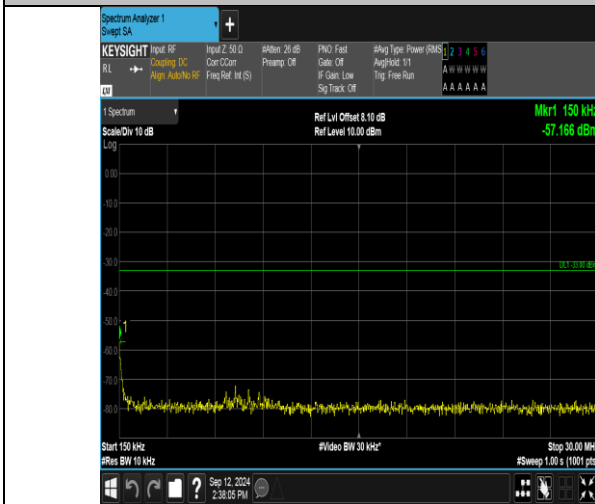 Spectrum Analyzer 1
Swept SA
+
KEYSIGHT
RL
Input: RF
Coupling: DC
Align: Auto/No RF
Input Z: 50 Ω
Corr CCorr
Freq Ref: Int (S)
#Atten: 26 dB
Preamp: Off
PNO: Fast
Gate: Off
IF Gain: Low
Sig Track: Off
#Avg Type: Power (RMS
Avg|Hold: 1/1
Trig: Free Run
1 2 3 4 5 6
A W W W W W
A A A A A A
1 Spectrum
Scale/Div 10 dB
Log
Ref Lvl Offset 8.10 dB
Ref Level 10.00 dBm
Mkr1 150 kHz
-57.166 dBm
0.00
-10.0
-20.0
-30.0
DL1 -33.00 dBm
-40.0
-50.0
1
-60.0
-70.0
-80.0
Start 150 kHz
#Res BW 10 kHz
#Video BW 30 kHz*
Stop 30.00 MH
#Sweep 1.00 s (1001 pts
?
Sep 12, 2024
2:38:05 PM